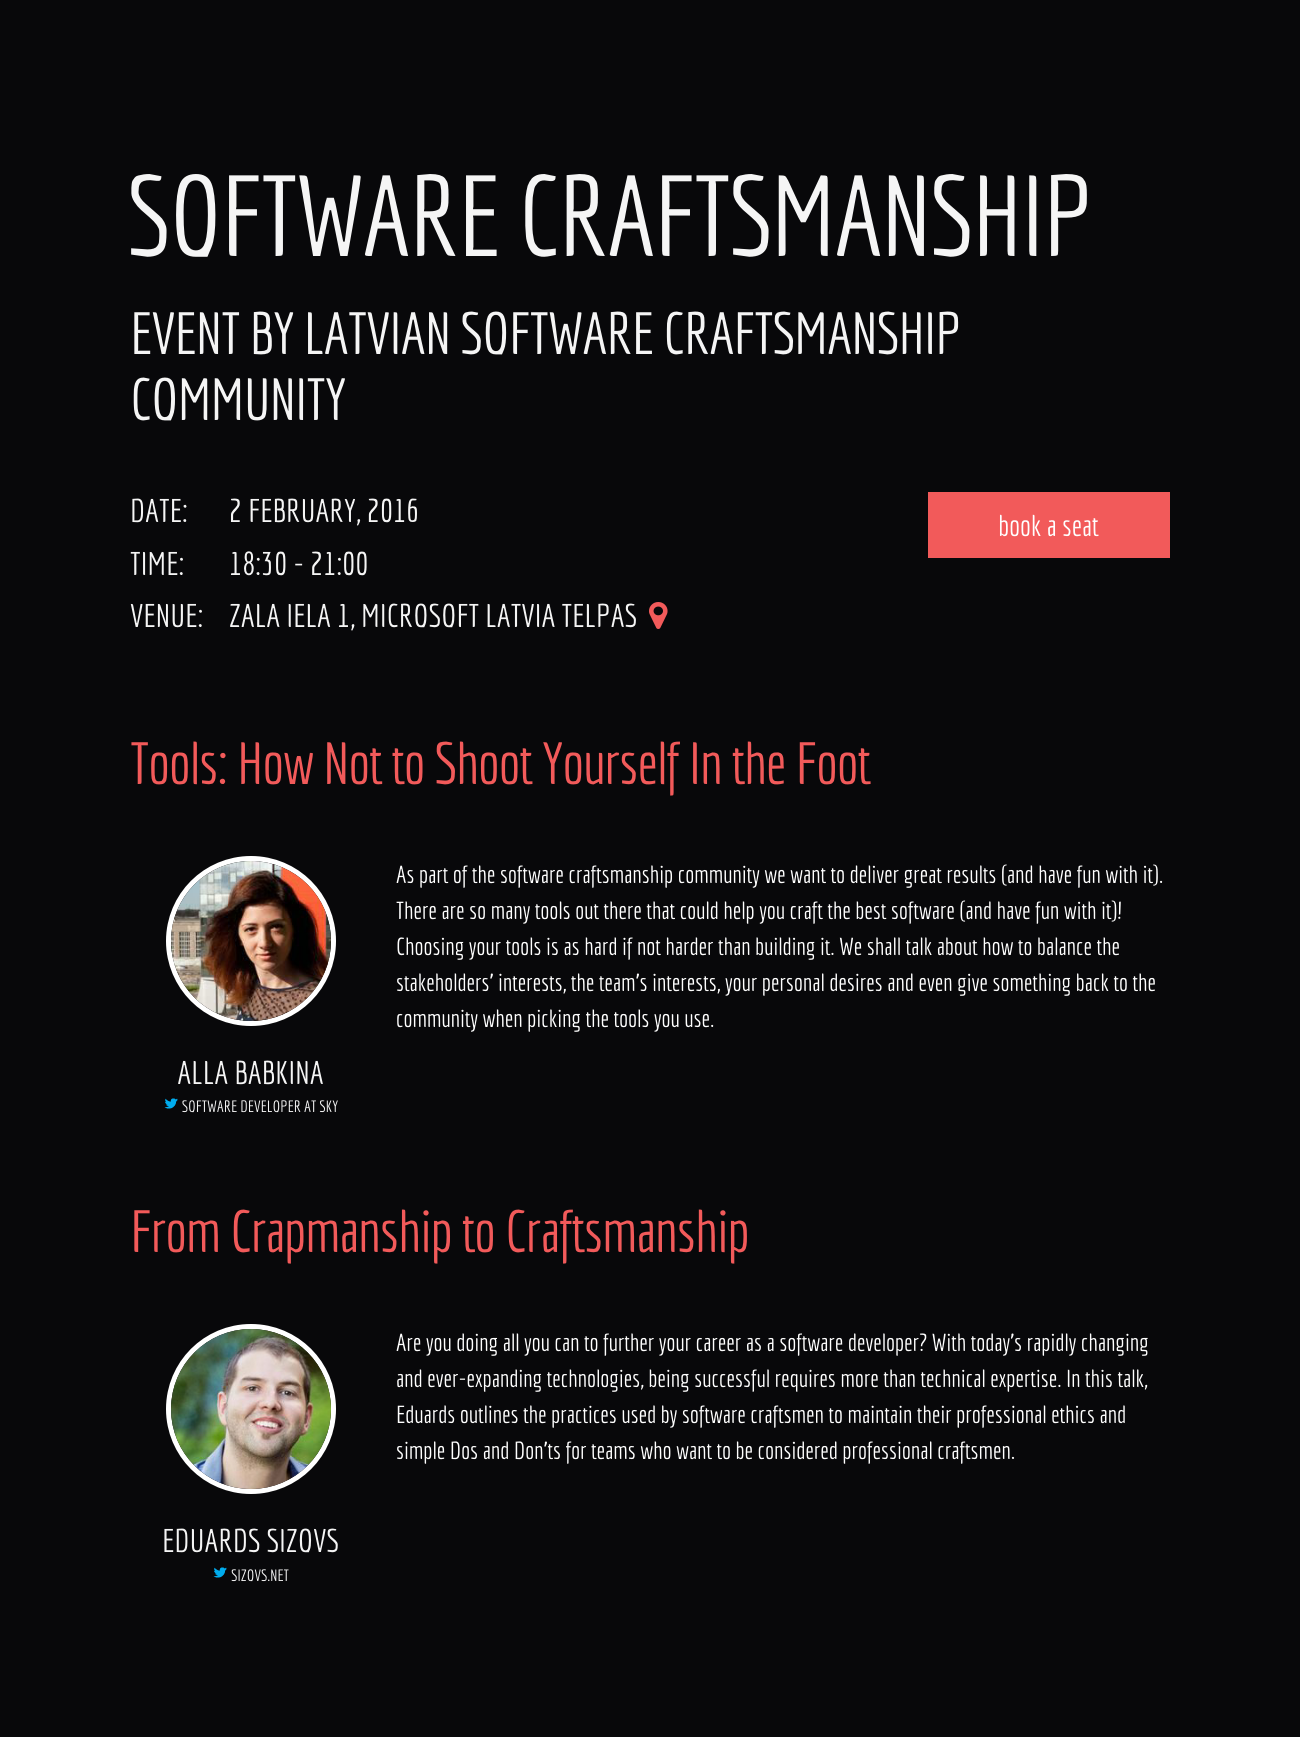 SOFTWARE CRAFTSMANSHIP
EVENT BY LATVIAN SOFTWARE CRAFTSMANSHIP
COMMUNITY
DATE: 2 FEBRUARY, 2016
book a seat
TIME: 18:30 - 21:00
VENUE: ZALA IELA 1, MICROSOFT LATVIA TELPAS
Tools: How Not to Shoot Yourself In the Foot
As part of the software craftsmanship community we want to deliver great results (and have fun with it).
There are so many tools out there that could help you craft the best software (and have fun with it)!
Choosing your tools is as hard if not harder than building it. We shall talk about how to balance the
stakeholders' interests, the team's interests, your personal desires and even give something back to the
community when picking the tools you use.
ALLA BABKINA
SOFTWARE DEVELOPER AT SKY
From Crapmanship to Craftsmanship
Are you doing all you can to further your career as a software developer? With today's rapidly changing
and ever-expanding technologies, being successful requires more than technical expertise. In this talk,
Eduards outlines the practices used by software craftsmen to maintain their professional ethics and
simple Dos and Don'ts for teams who want to be considered professional craftsmen.
EDUARDS SIZOVS
SIZOVS.NET